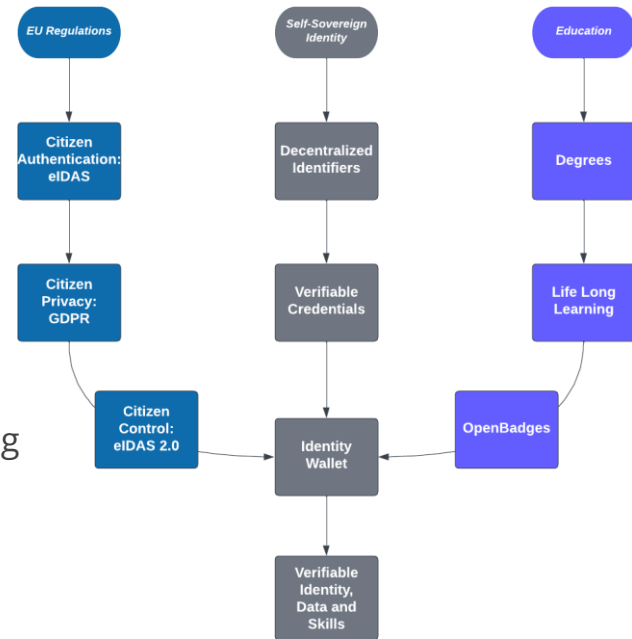 EU Regulations
Self-Sovereign
Identity
Education
Citizen
Authentication:
eIDAS
Decentralized
Identifiers
Degrees
Citizen
Privacy:
GDPR
Verifiable
Credentials
Life Long
Learning
g
Citizen
Control:
eIDAS 2.0
Identity
Wallet
OpenBadges
Verifiable
Identity,
Data and
Skills